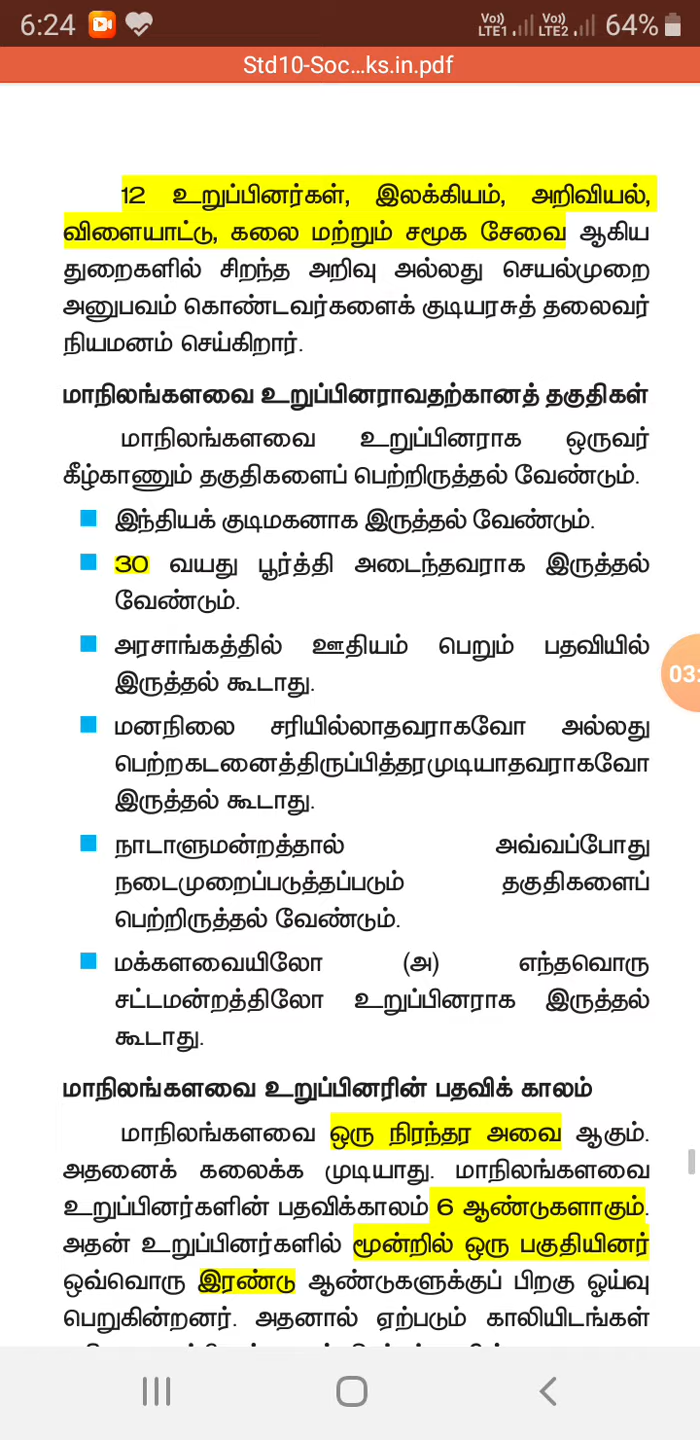 6:24
Vo)) LTE1 Vo)) LTE2 64%
Std10-Soc...ks.in.pdf
12 உறுப்பினர்கள், இலக்கியம், அறிவியல்,
விளையாட்டு, கலை மற்றும் சமூக சேவை ஆகிய
துறைகளில் சிறந்த அறிவு அல்லது செயல்முறை
அனுபவம் கொண்டவர்களைக் குடியரசுத் தலைவர்
நியமனம் செய்கிறார்.
மாநிலங்களவை உறுப்பினராவதற்கானத் தகுதிகள்
மாநிலங்களவை உறுப்பினராக ஒருவர்
கீழ்காணும் தகுதிகளைப் பெற்றிருத்தல் வேண்டும்.
இந்தியக் குடிமகனாக இருத்தல் வேண்டும்.
30 வயது பூர்த்தி அடைந்தவராக இருத்தல்
வேண்டும்.
அரசாங்கத்தில் ஊதியம் பெறும் பதவியில்
இருத்தல் கூடாது.
03:
மனநிலை சரியில்லாதவராகவோ அல்லது
பெற்றகடனைத்திருப்பித்தரமுடியாதவராகவோ
இருத்தல் கூடாது.
நாடாளுமன்றத்தால் அவ்வப்போது
நடைமுறைப்படுத்தப்படும் தகுதிகளைப்
பெற்றிருத்தல் வேண்டும்.
மக்களவையிலோ (அ) எந்தவொரு
சட்டமன்றத்திலோ உறுப்பினராக இருத்தல்
கூடாது.
மாநிலங்களவை உறுப்பினரின் பதவிக் காலம்
மாநிலங்களவை ஒரு நிரந்தர அவை ஆகும்.
அதனைக் கலைக்க முடியாது. மாநிலங்களவை
உறுப்பினர்களின் பதவிக்காலம் 6 ஆண்டுகளாகும்.
அதன் உறுப்பினர்களில் மூன்றில் ஒரு பகுதியினர்
ஒவ்வொரு இரண்டு ஆண்டுகளுக்குப் பிறகு ஓய்வு
பெறுகின்றனர். அதனால் ஏற்படும் காலியிடங்கள்